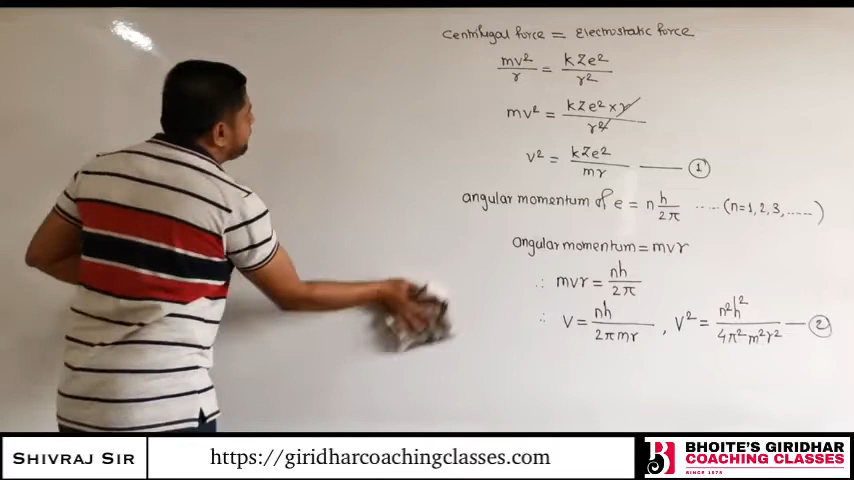 Centrifugal force = Electrostatic force
mv²/r = kZe²/r²
mv² = kZe² × r/r²
v² = kZe²/mr —— ①
angular momentum of e = n h/2π ..... (n=1, 2, 3, ......)
angular momentum = mvr
∴ mvr = nh/2π
∴ V = nh/2πmr , V² = n²h²/4π²m²r² — ②
SHIVRAJ SIR
https://giridharcoachingclasses.com
BHOITE'S GIRIDHAR
COACHING CLASSES
SINCE 1975